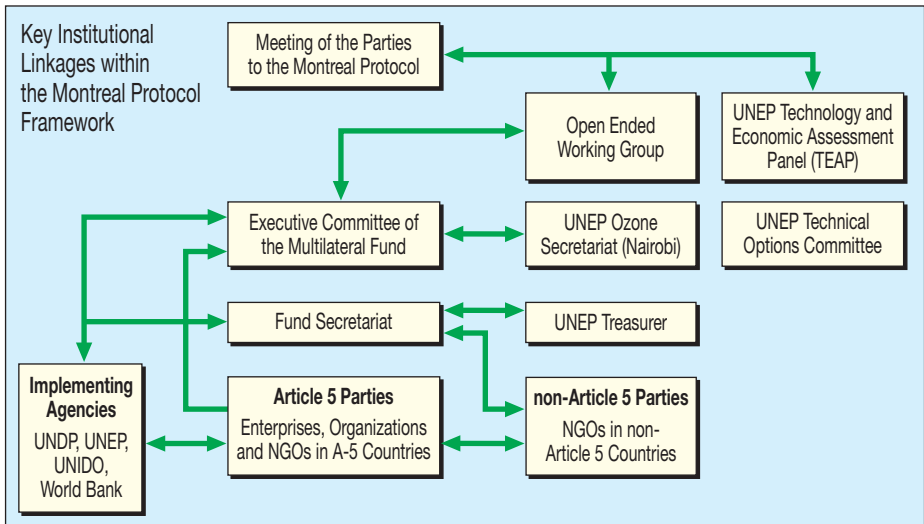 Key Institutional
Linkages within
the Montreal Protocol
Framework
Meeting of the Parties
to the Montreal Protocol
Open Ended
Working Group
UNEP Technology and
Economic Assessment
Panel (TEAP)
Executive Committee of
the Multilateral Fund
UNEP Ozone
Secretariat (Nairobi)
UNEP Technical
Options Committee
Fund Secretariat
UNEP Treasurer
Implementing
Agencies
UNDP, UNEP,
UNIDO,
World Bank
Article 5 Parties
Enterprises, Organizations
and NGOs in A-5 Countries
non-Article 5 Parties
NGOs in non-
Article 5 Countries